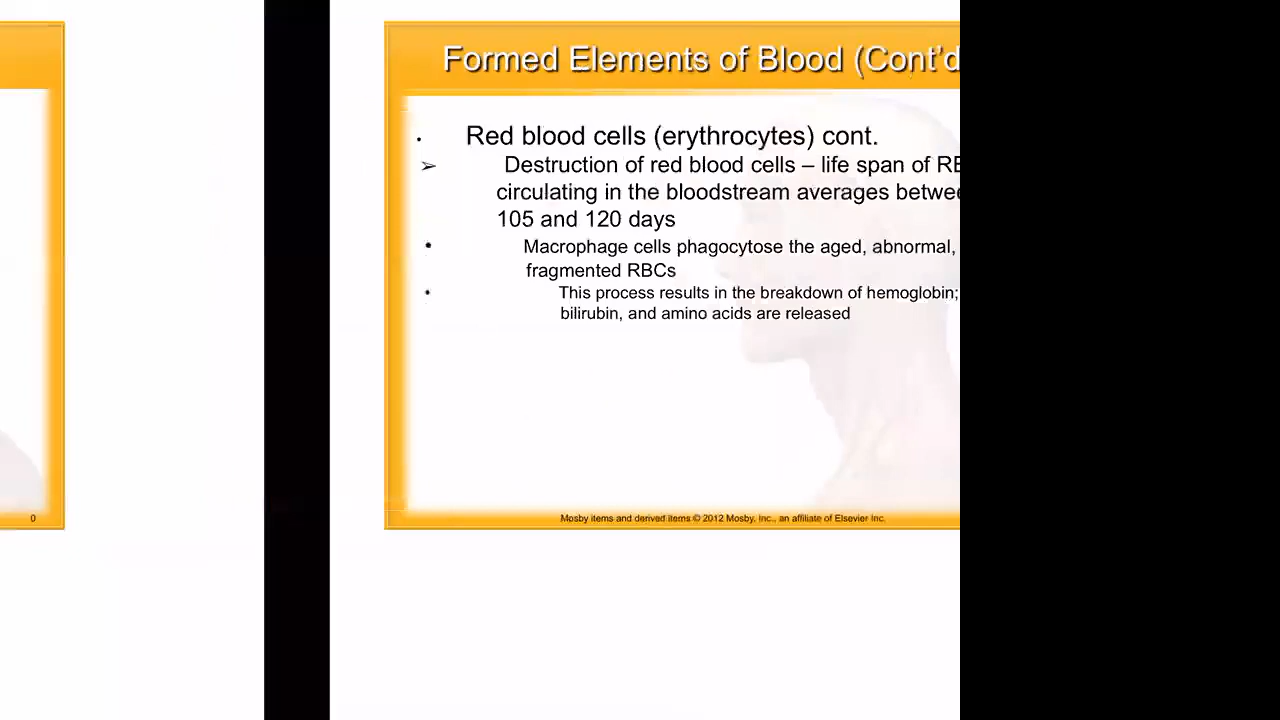 Formed Elements of Blood (Cont’d
• Red blood cells (erythrocytes) cont.
➢ Destruction of red blood cells – life span of
circulating in the bloodstream averages
105 and 120 days
• Macrophage cells phagocytose the aged, abnormal,
fragmented RBCs
• This process results in the breakdown of hemoglobin;
bilirubin, and amino acids are released
0
Mosby items and derived items © 2012 Mosby, Inc., an affiliate of Elsevier Inc.